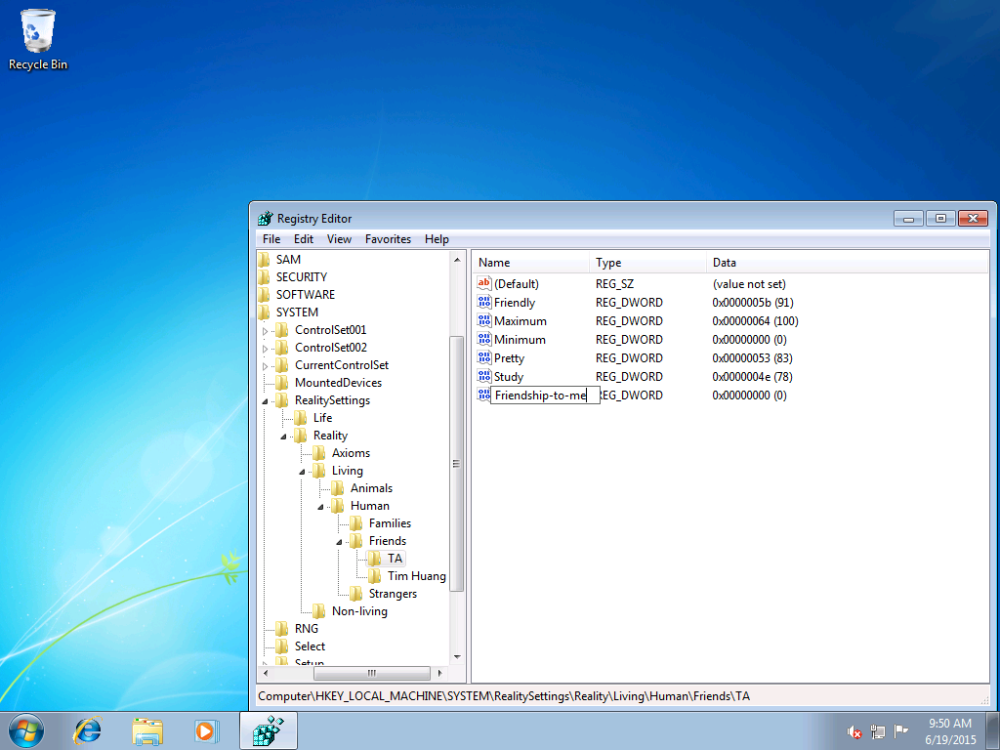 Recycle Bin
Registry Editor
File Edit View Favorites Help
SAM
SECURITY
SOFTWARE
SYSTEM
ControlSet001
ControlSet002
CurrentControlSet
MountedDevices
RealitySettings
Life
Reality
Axioms
Living
Animals
Human
Families
Friends
TA
Tim Huang
Strangers
Non-living
RNG
Select
Setup
Name Type Data
(Default) REG_SZ (value not set)
Friendly REG_DWORD 0x0000005b (91)
Maximum REG_DWORD 0x00000064 (100)
Minimum REG_DWORD 0x00000000 (0)
Pretty REG_DWORD 0x00000053 (83)
Study REG_DWORD 0x0000004e (78)
Friendship-to-me REG_DWORD 0x00000000 (0)
Computer\HKEY_LOCAL_MACHINE\SYSTEM\RealitySettings\Reality\Living\Human\Friends\TA
9:50 AM
6/19/2015